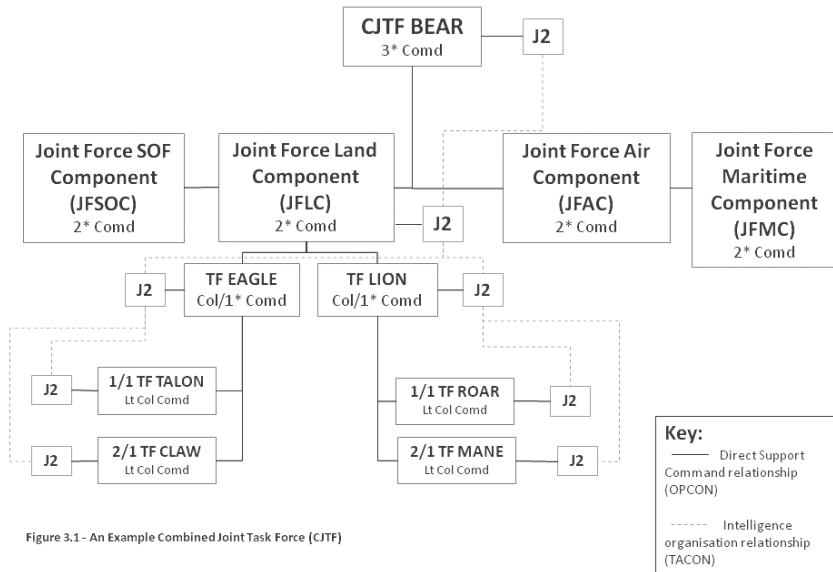 CJTF BEAR
3* Comd
J2
Joint Force SOF
Component
(JFSOC)
2* Comd
Joint Force Land
Component
(JFLC)
2* Comd
J2
Joint Force Air
Component
(JFAC)
2* Comd
Joint Force
Maritime
Component
(JFMC)
2* Comd
J2
TF EAGLE
Col/1* Comd
TF LION
Col/1* Comd
J2
J2
1/1 TF TALON
Lt Col Comd
1/1 TF ROAR
Lt Col Comd
J2
J2
2/1 TF CLAW
Lt Col Comd
2/1 TF MANE
Lt Col Comd
J2
Key:
Direct Support
Command relationship
(OPCON)
Intelligence
organisation relationship
(TACON)
Figure 3.1 - An Example Combined Joint Task Force (CJTF)